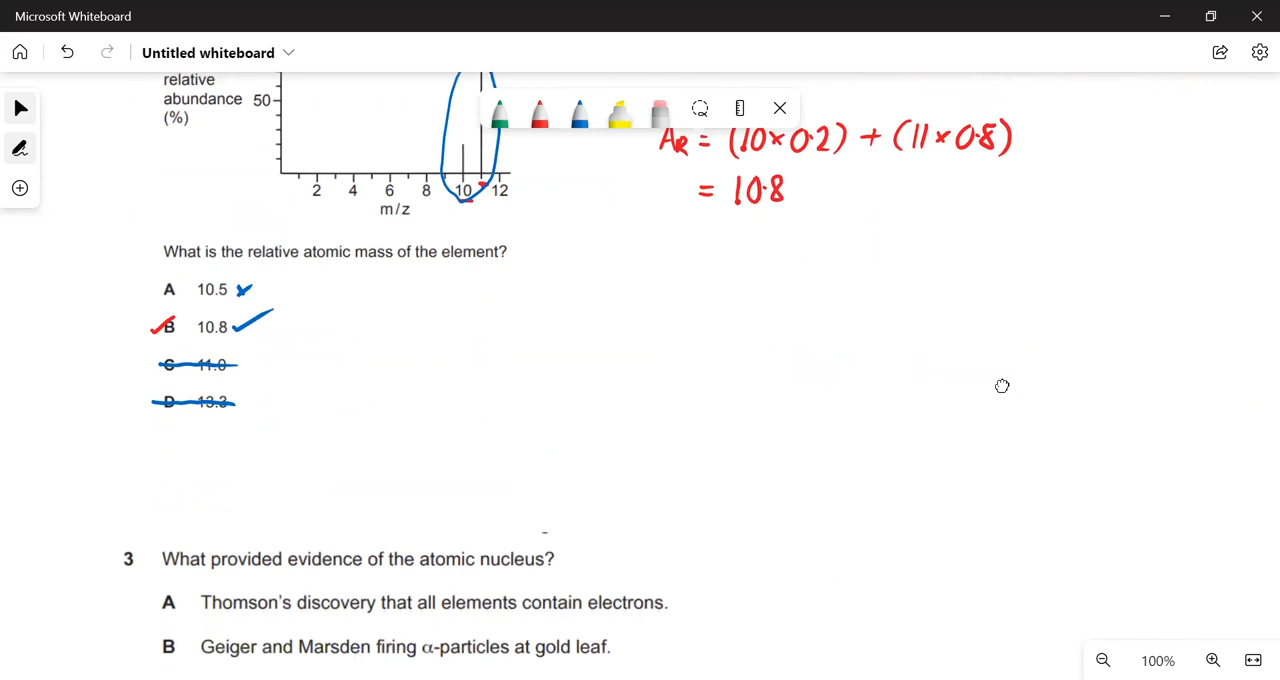 Microsoft Whiteboard
Untitled whiteboard
relative
abundance 50
(%)
2 4 6 8 10 12
m/z
AR = (10 × 0.2) + (11 × 0.8)
= 10.8
What is the relative atomic mass of the element?
A 10.5
B 10.8
C 11.0
D 13.3
3 What provided evidence of the atomic nucleus?
A Thomson's discovery that all elements contain electrons.
B Geiger and Marsden firing α-particles at gold leaf.
100%